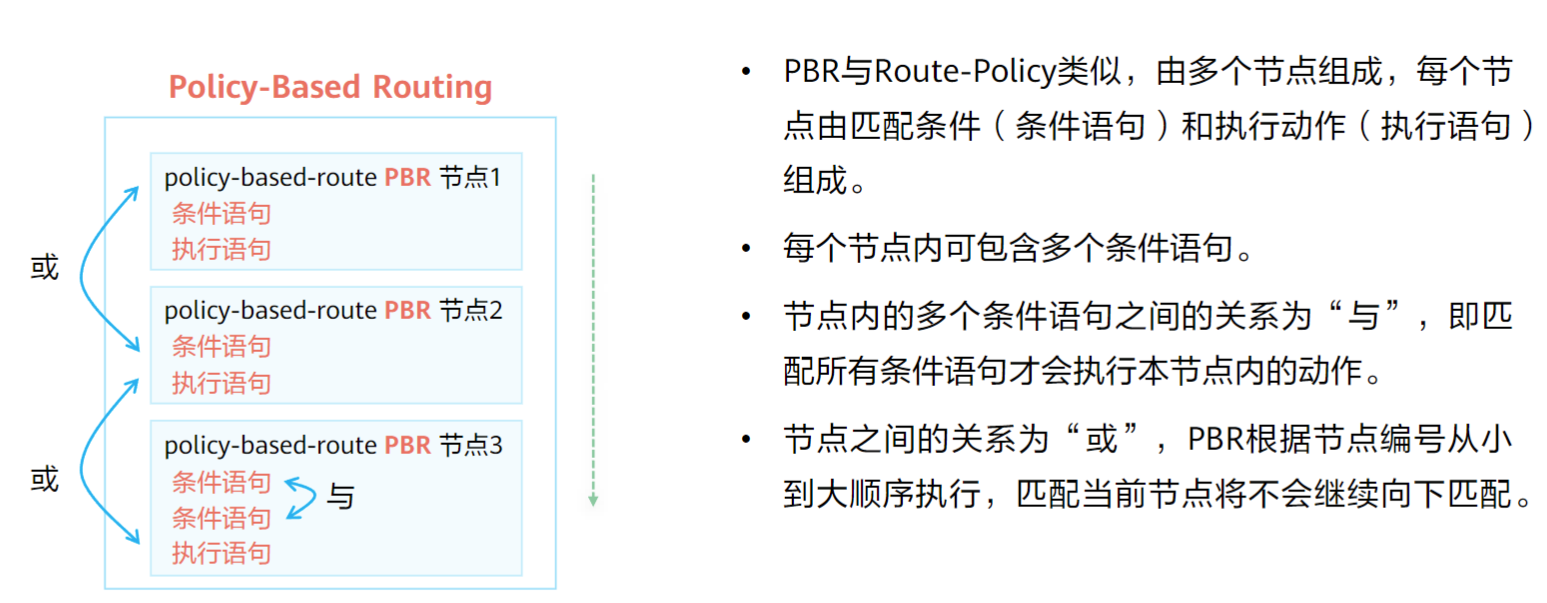 Policy-Based Routing
policy-based-route PBR 节点1
条件语句
执行语句
或
policy-based-route PBR 节点2
条件语句
执行语句
或
policy-based-route PBR 节点3
条件语句
与
条件语句
执行语句
• PBR与Route-Policy类似，由多个节点组成，每个节
点由匹配条件（条件语句）和执行动作（执行语句）
组成。
• 每个节点内可包含多个条件语句。
• 节点内的多个条件语句之间的关系为“与”，即匹
配所有条件语句才会执行本节点内的动作。
• 节点之间的关系为“或”，PBR根据节点编号从小
到大顺序执行，匹配当前节点将不会继续向下匹配。